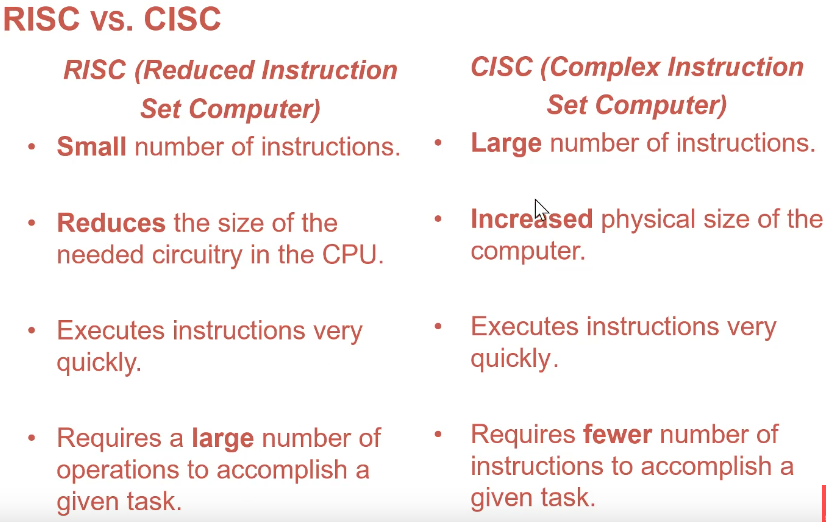 RISC vs. CISC
RISC (Reduced Instruction
Set Computer)
• Small number of instructions.
• Reduces the size of the
needed circuitry in the CPU.
• Executes instructions very
quickly.
• Requires a large number of
operations to accomplish a
given task.
CISC (Complex Instruction
Set Computer)
• Large number of instructions.
• Increased physical size of the
computer.
• Executes instructions very
quickly.
• Requires fewer number of
instructions to accomplish a
given task.